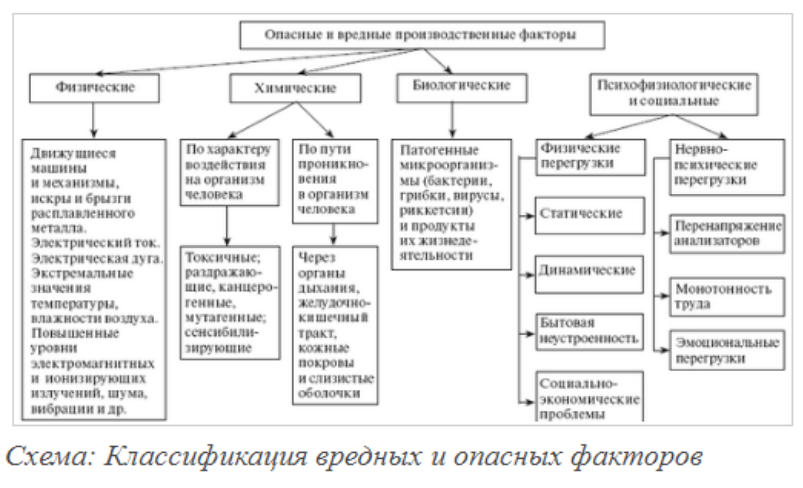 Опасные и вредные производственные факторы
Физические
Химические
Биологические
Психофизиологические
и социальные
Движущиеся
машины
и механизмы,
искры и брызги
расплавленного
металла.
Электрический ток.
Электрическая дуга.
Экстремальные
значения
температуры,
влажности воздуха.
Повышенные
уровни
электромагнитных
и ионизирующих
излучений, шума,
вибрации и др.
По характеру
воздействия
на организм
человека
Токсичные;
раздражаю-
щие, канцеро-
генные,
мутагенные;
сенсибили-
зирующие
По пути
проникно-
вения
в организм
человека
Через
органы
дыхания,
желудочно-
кишечный
тракт,
кожные
покровы
и слизистые
оболочки
Патогенные
микроорганиз-
мы (бактерии,
грибки, вирусы,
риккетсии)
и продукты
их жизнеде-
ятельности
Физические
перегрузки
Статические
Динамические
Бытовая
неустроенность
Социально-
экономические
проблемы
Нервно-
психические
перегрузки
Перенапряжение
анализаторов
Монотонность
труда
Эмоциональные
перегрузки
Схема: Классификация вредных и опасных факторов